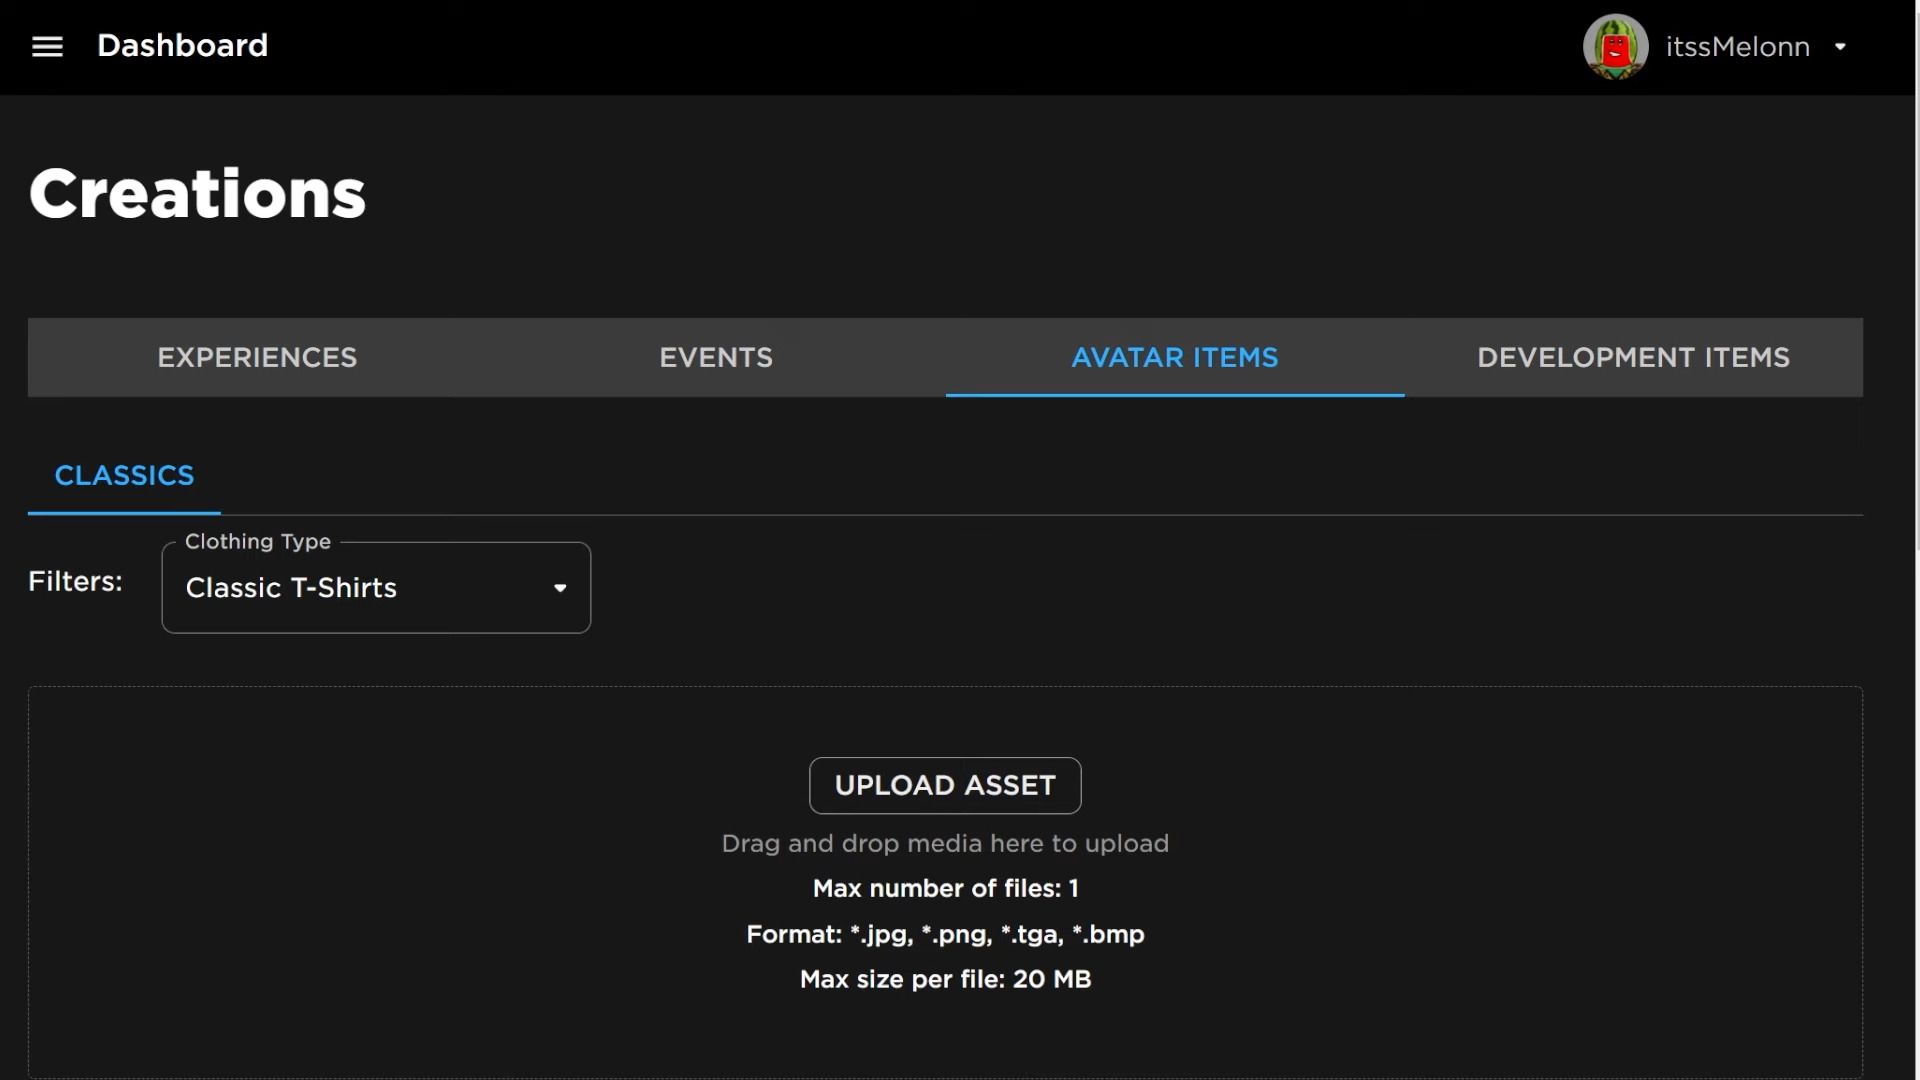 Dashboard
itssMelonn
Creations
EXPERIENCES
EVENTS
AVATAR ITEMS
DEVELOPMENT ITEMS
CLASSICS
Clothing Type
Filters:
Classic T-Shirts
UPLOAD ASSET
Drag and drop media here to upload
Max number of files: 1
Format: *.jpg, *.png, *.tga, *.bmp
Max size per file: 20 MB